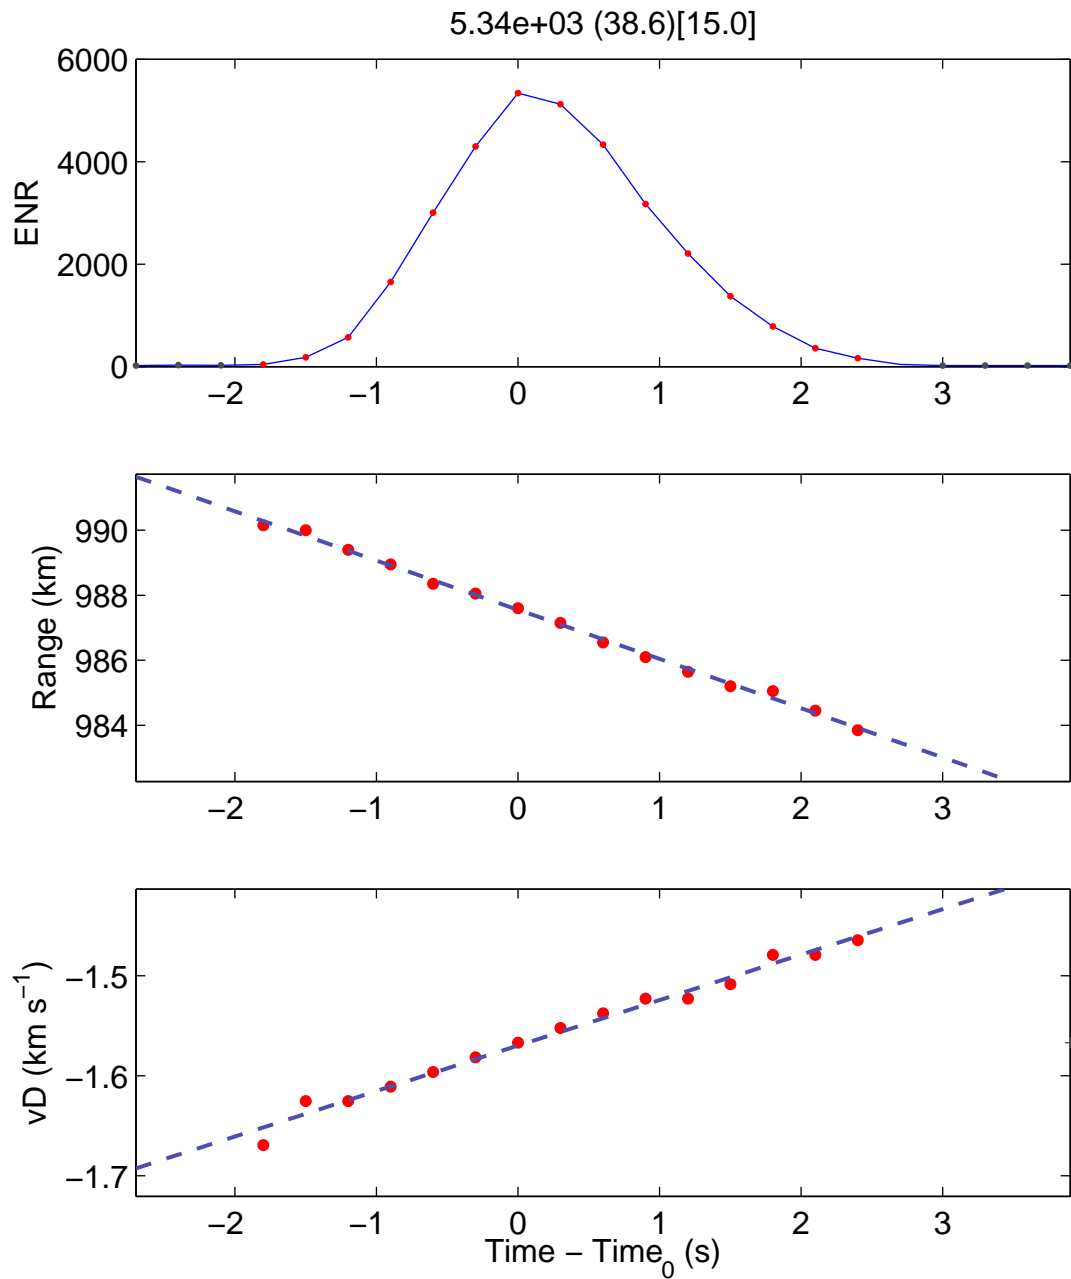 5.34e+03 (38.6)[15.0]
6000
4000
2000
0
ENR
−2 −1 0 1 2 3
990
988
986
984
Range (km)
−2 −1 0 1 2 3
−1.5
−1.6
−1.7
vD (km s⁻¹)
−2 −1 0 1 2 3
Time − Time₀ (s)